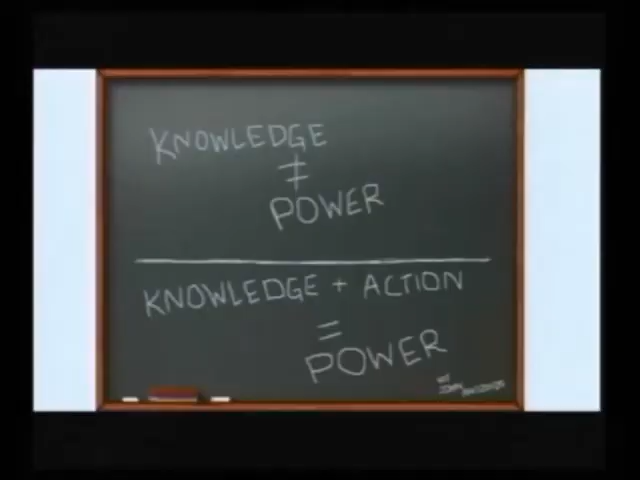 KNOWLEDGE
≠
POWER
KNOWLEDGE + ACTION
=
POWER